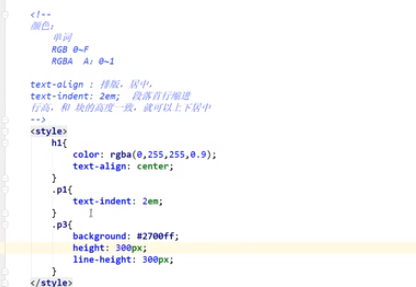 <!--
颜色:
单词
RGB 0~F
RGBA A: 0~1
text-align : 排版, 居中,
text-indent: 2em; 段落首行缩进
行高, 和 块的高度一致, 就可以上下居中
-->
<style>
h1{
color: rgba(0,255,255,0.9);
text-align: center;
}
.p1{
text-indent: 2em;
}
.p3{
background: #2700ff;
height: 300px;
line-height: 300px;
}
</style>